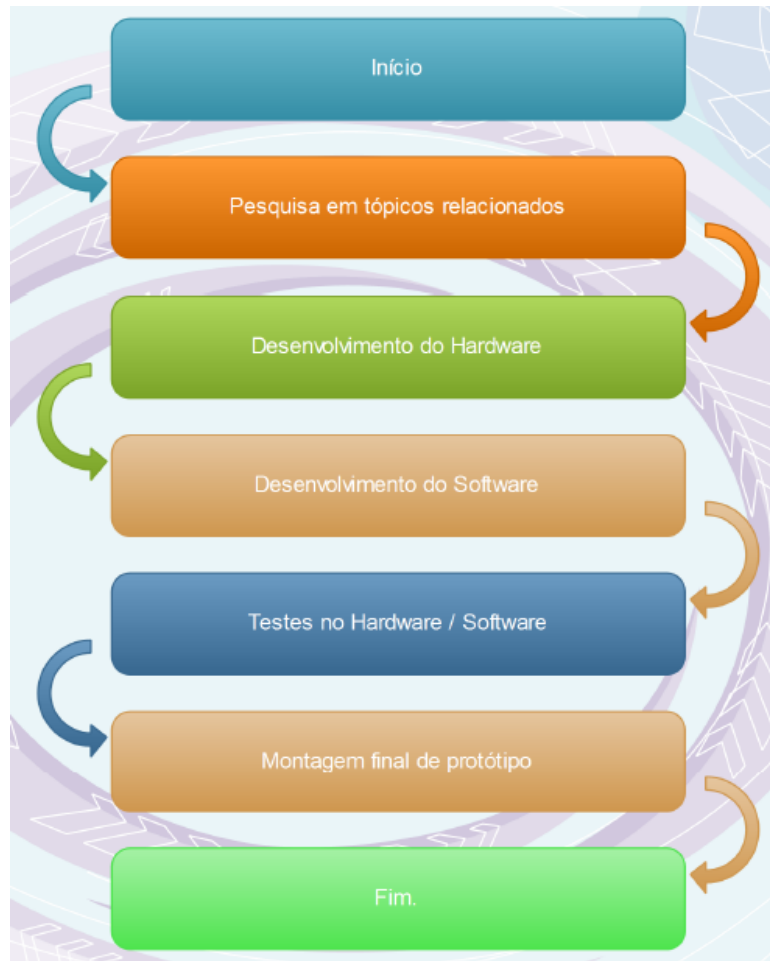 Início
Pesquisa em tópicos relacionados
Desenvolvimento do Hardware
Desenvolvimento do Software
Testes no Hardware / Software
Montagem final de protótipo
Fim.